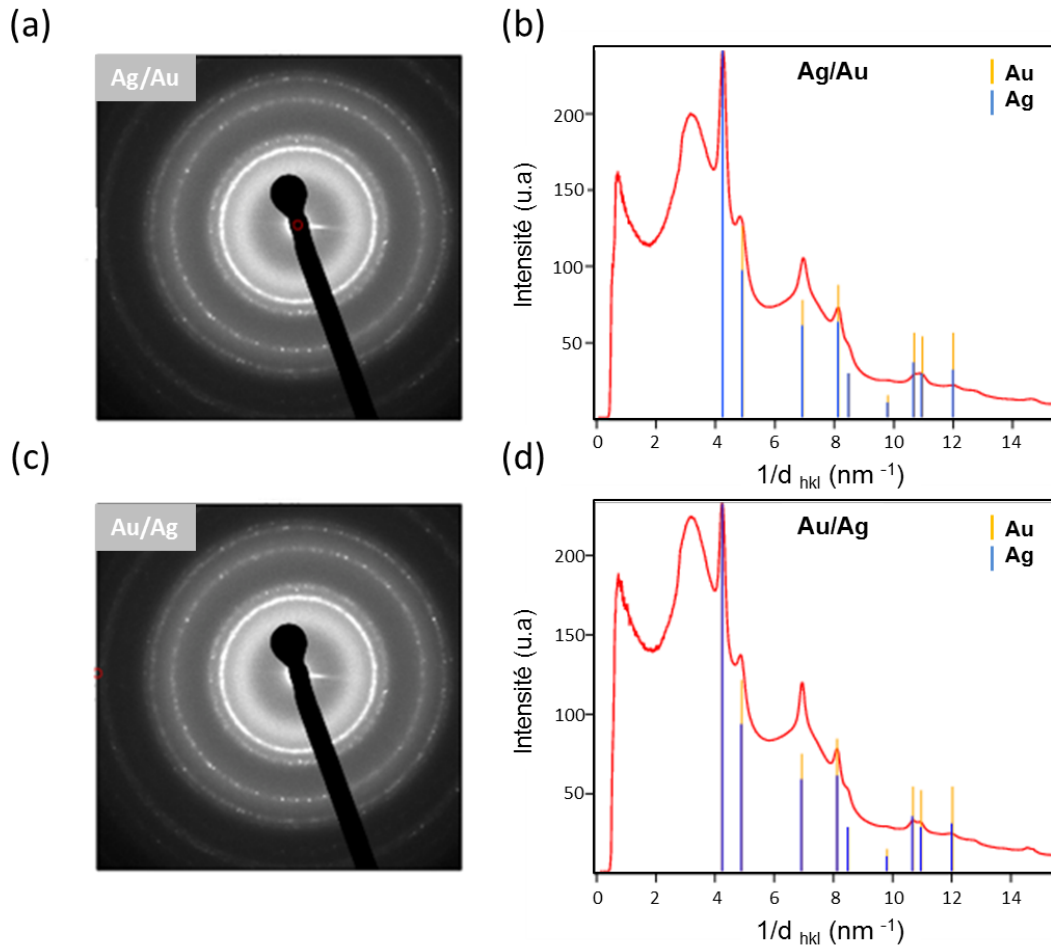 (a)
Ag/Au
(b)
Ag/Au
Au
Ag
Intensité (u.a)
200
150
100
50
0 2 4 6 8 10 12 14
1/d hkl (nm -1)
(c)
Au/Ag
(d)
Au/Ag
Au
Ag
Intensité (u.a)
200
150
100
50
0 2 4 6 8 10 12 14
1/d hkl (nm -1)